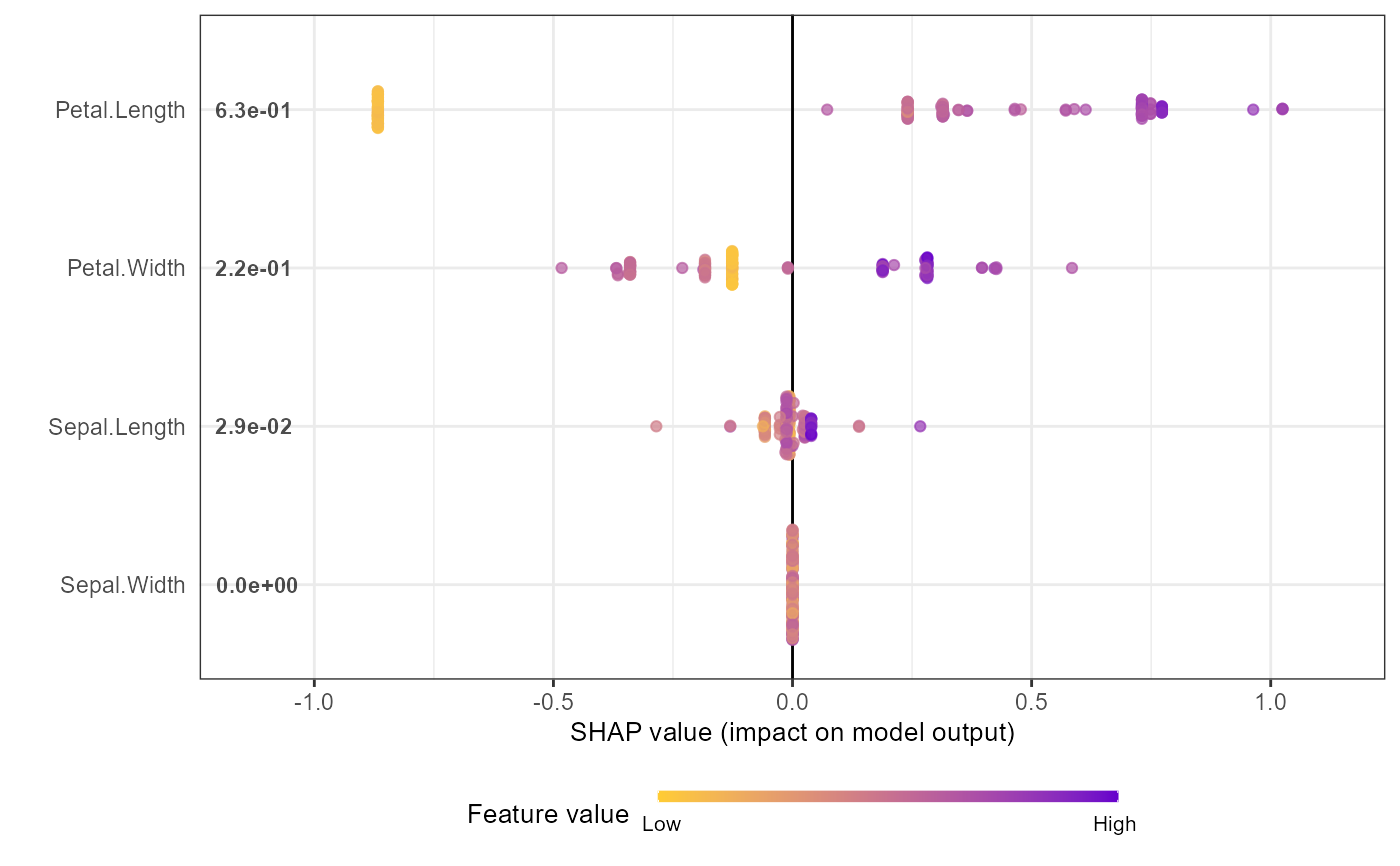 Petal.Length 6.3e-01
Petal.Width 2.2e-01
Sepal.Length 2.9e-02
Sepal.Width 0.0e+00
-1.0 -0.5 0.0 0.5 1.0
SHAP value (impact on model output)
Feature value
Low High